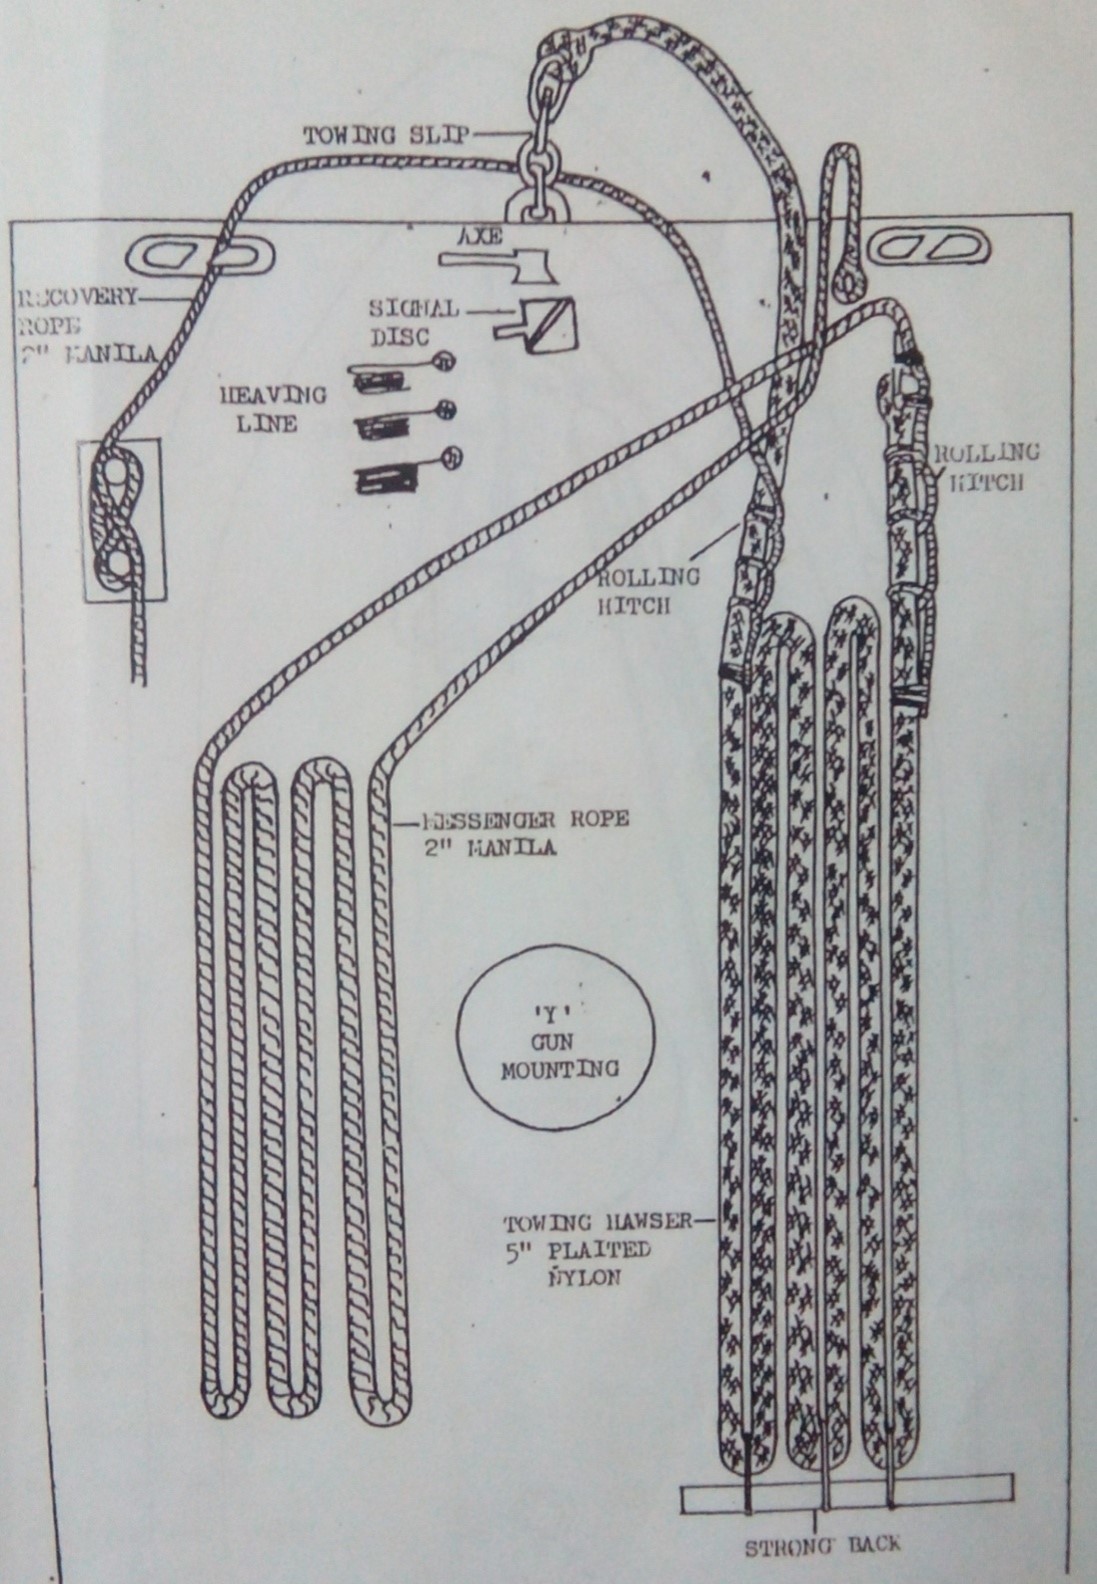 TOWING SLIP
AXE
RECOVERY
ROPE
2" MANILA
SIGNAL
DISC
HEAVING
LINE
ROLLING
HITCH
ROLLING
HITCH
MESSENGER ROPE
2" MANILA
'Y'
GUN
MOUNTING
TOWING HAWSER
5" PLAITED
NYLON
STRONG BACK